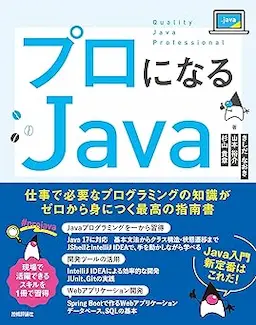 Quality
Java
Professional
.java
プロになる
Java
きしだ なおき
山本 裕介
杉山 貴章
著
仕事で必要なプログラミングの知識が
ゼロから身につく最高の指南書
#projava
現場で
活躍できる
スキルを
1冊で習得
Javaプログラミングを一から習得
Java 17に対応 基本文法からクラス構造・状態遷移まで
JShellとIntelliJ IDEAで、手を動かしながら学べる
開発ツールの活用
IntelliJ IDEAによる効率的な開発
JUnit、Gitの実践
Webアプリケーション開発
Spring Bootで作るWebアプリケーション
データベース、SQLの基本
Java入門
新定番は
これだ!
技術評論社